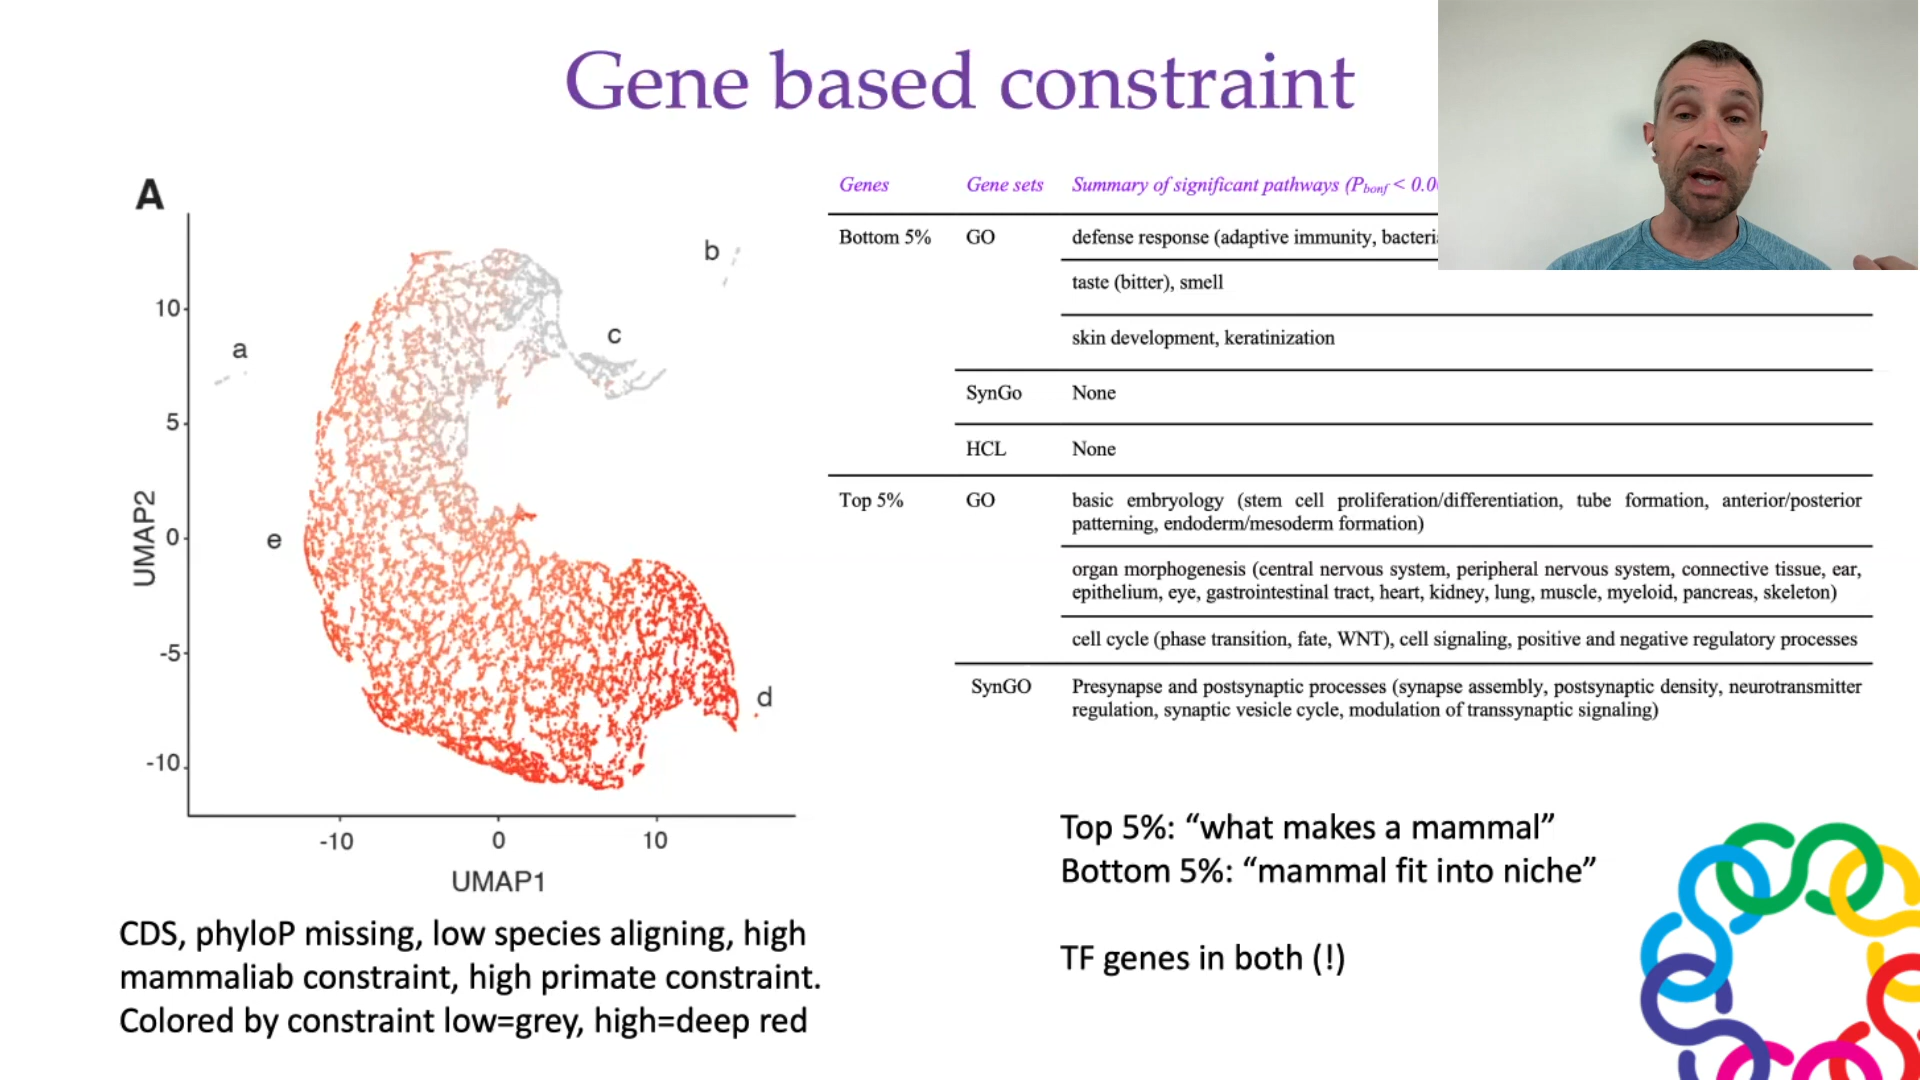 Gene based constraint
A
b
10
c
a
5
UMAP2
e
0
-5
d
-10
-10 0 10
UMAP1
CDS, phyloP missing, low species aligning, high
mammaliab constraint, high primate constraint.
Colored by constraint low=grey, high=deep red
Genes Gene sets Summary of significant pathways (Pbonf < 0.0
Bottom 5% GO defense response (adaptive immunity,
taste (bitter), smell
skin development, keratinization
SynGo None
HCL None
Top 5% GO basic embryology (stem cell proliferation/differentiation, tube formation, anterior/posterior
patterning, endoderm/mesoderm formation)
organ morphogenesis (central nervous system, peripheral nervous system, connective tissue, ear,
epithelium, eye, gastrointestinal tract, heart, kidney, lung, muscle, myeloid, pancreas, skeleton)
cell cycle (phase transition, fate, WNT), cell signaling, positive and negative regulatory processes
SynGO Presynapse and postsynaptic processes (synapse assembly, postsynaptic density, neurotransmitter
regulation, synaptic vesicle cycle, modulation of transsynaptic signaling)
Top 5%: “what makes a mammal”
Bottom 5%: “mammal fit into niche”
TF genes in both (!)